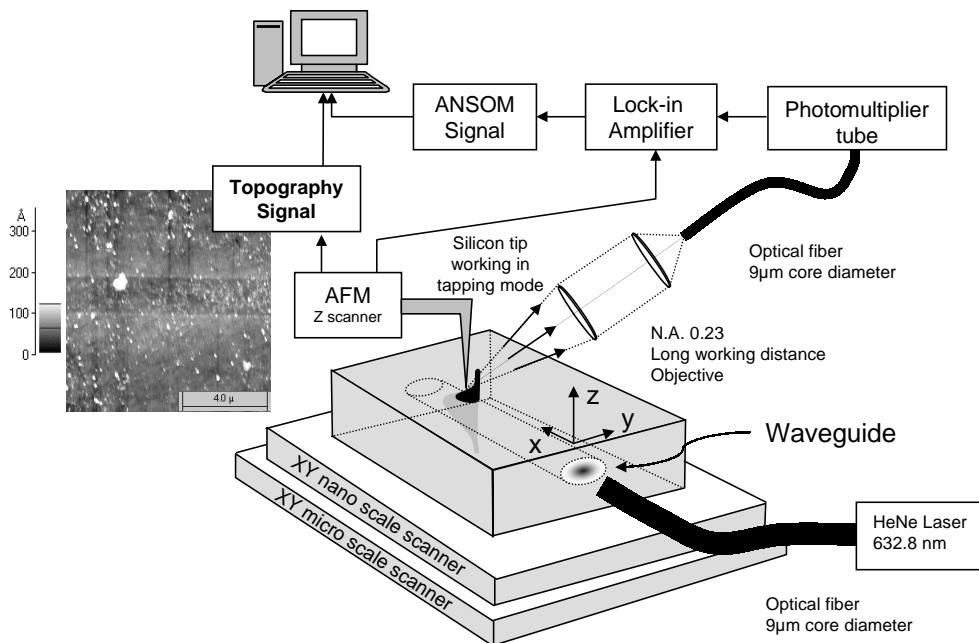 ANSOM
Signal
Lock-in
Amplifier
Photomultiplier
tube
Topography
Signal
Å
300
200
100
0
4.0 µ
AFM
Z scanner
Silicon tip
working in
tapping mode
Optical fiber
9µm core diameter
N.A. 0.23
Long working distance
Objective
z
x
y
Waveguide
XY nano scale scanner
XY micro scale scanner
HeNe Laser
632.8 nm
Optical fiber
9µm core diameter